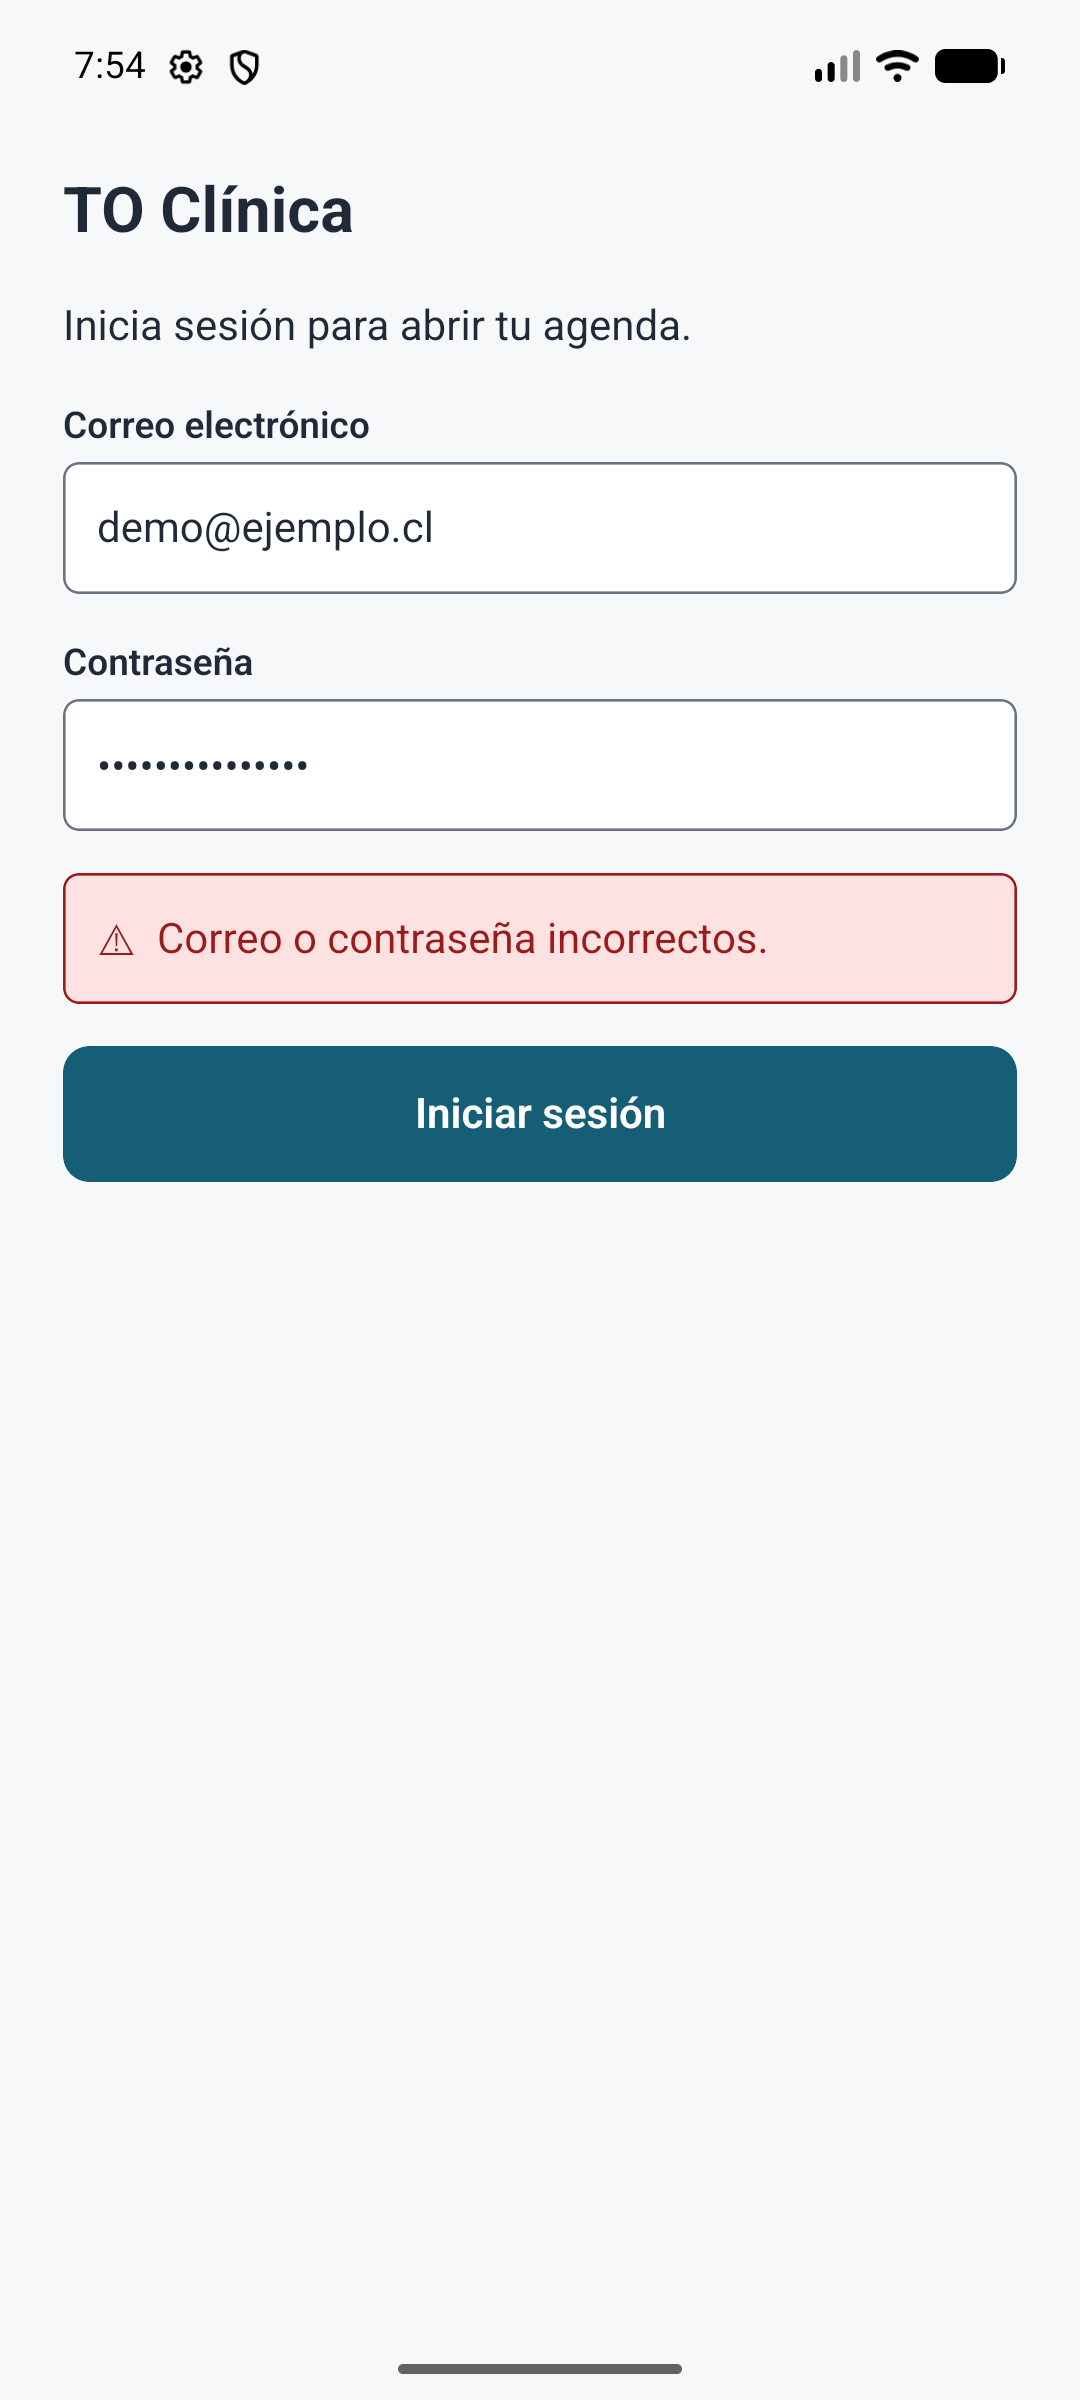 7:54
TO Clínica
Inicia sesión para abrir tu agenda.
Correo electrónico
demo@ejemplo.cl
Contraseña
•••••••••••••••
⚠ Correo o contraseña incorrectos.
Iniciar sesión